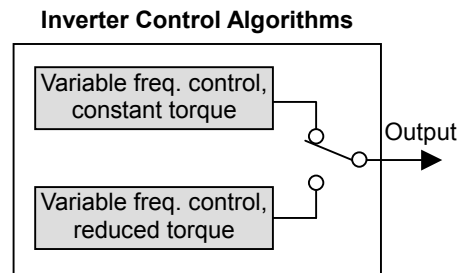 Inverter Control Algorithms
Variable freq. control,
constant torque
Output
Variable freq. control,
reduced torque